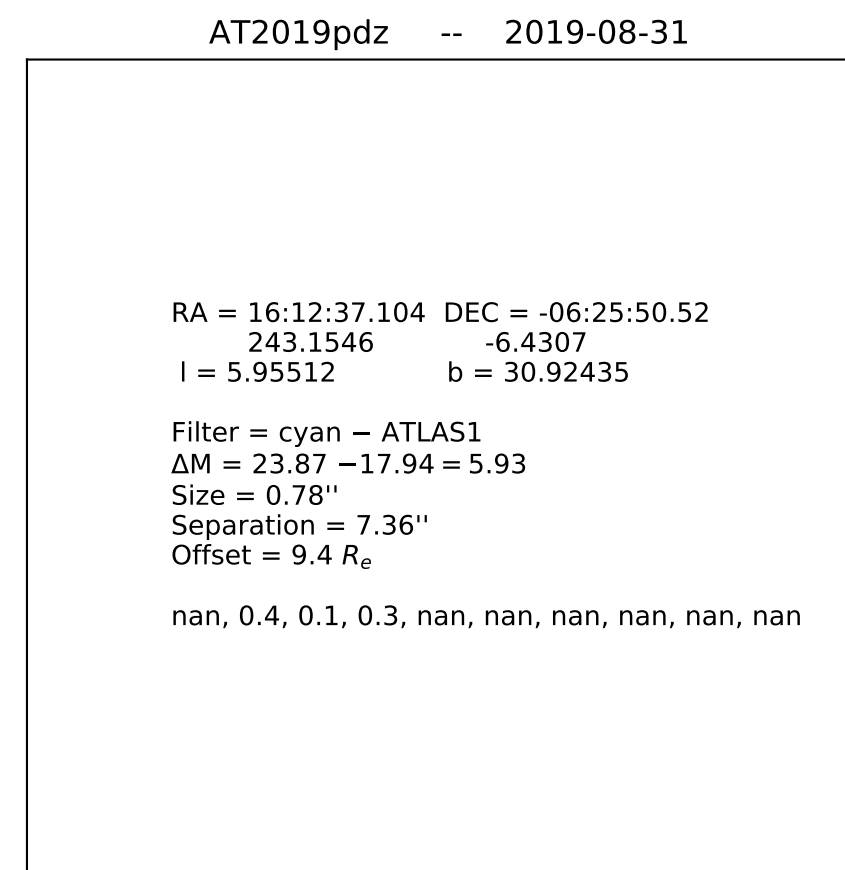 AT2019pdz -- 2019-08-31
RA = 16:12:37.104 DEC = -06:25:50.52
243.1546 -6.4307
l = 5.95512 b = 30.92435
Filter = cyan − ATLAS1
ΔM = 23.87 −17.94 = 5.93
Size = 0.78''
Separation = 7.36''
Offset = 9.4 Rₑ
nan, 0.4, 0.1, 0.3, nan, nan, nan, nan, nan, nan